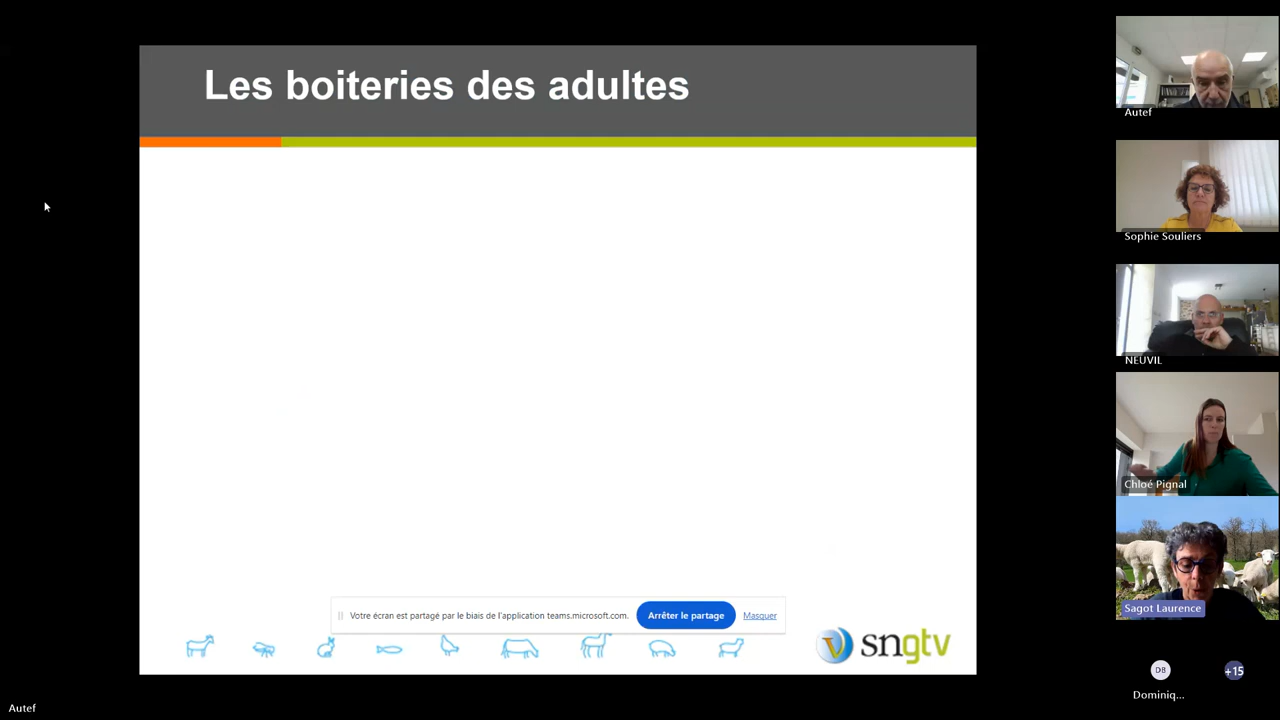 Les boiteries des adultes
Votre écran est partagé par le biais de l'application teams.microsoft.com.
Arrêter le partage
Masquer
sngtv
Autef
Sophie Souliers
NEUVIL
Chloé Pignal
Sagot Laurence
DB
+15
Dominiq...
Autef